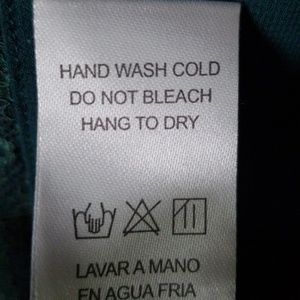 HAND WASH COLD
DO NOT BLEACH
HANG TO DRY
LAVAR A MANO
EN AGUA FRIA